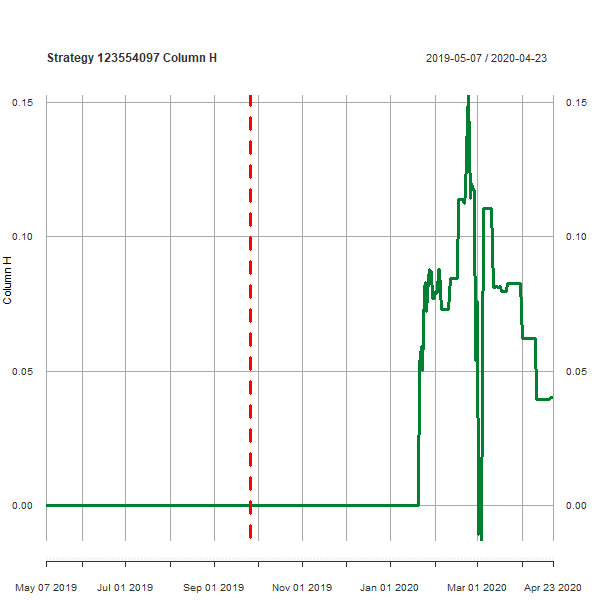 Strategy 123554097 Column H
2019-05-07 / 2020-04-23
0.15 0.15
0.10 0.10
Column H
0.05 0.05
0.00 0.00
May 07 2019 Jul 01 2019 Sep 01 2019 Nov 01 2019 Jan 01 2020 Mar 01 2020 Apr 23 2020